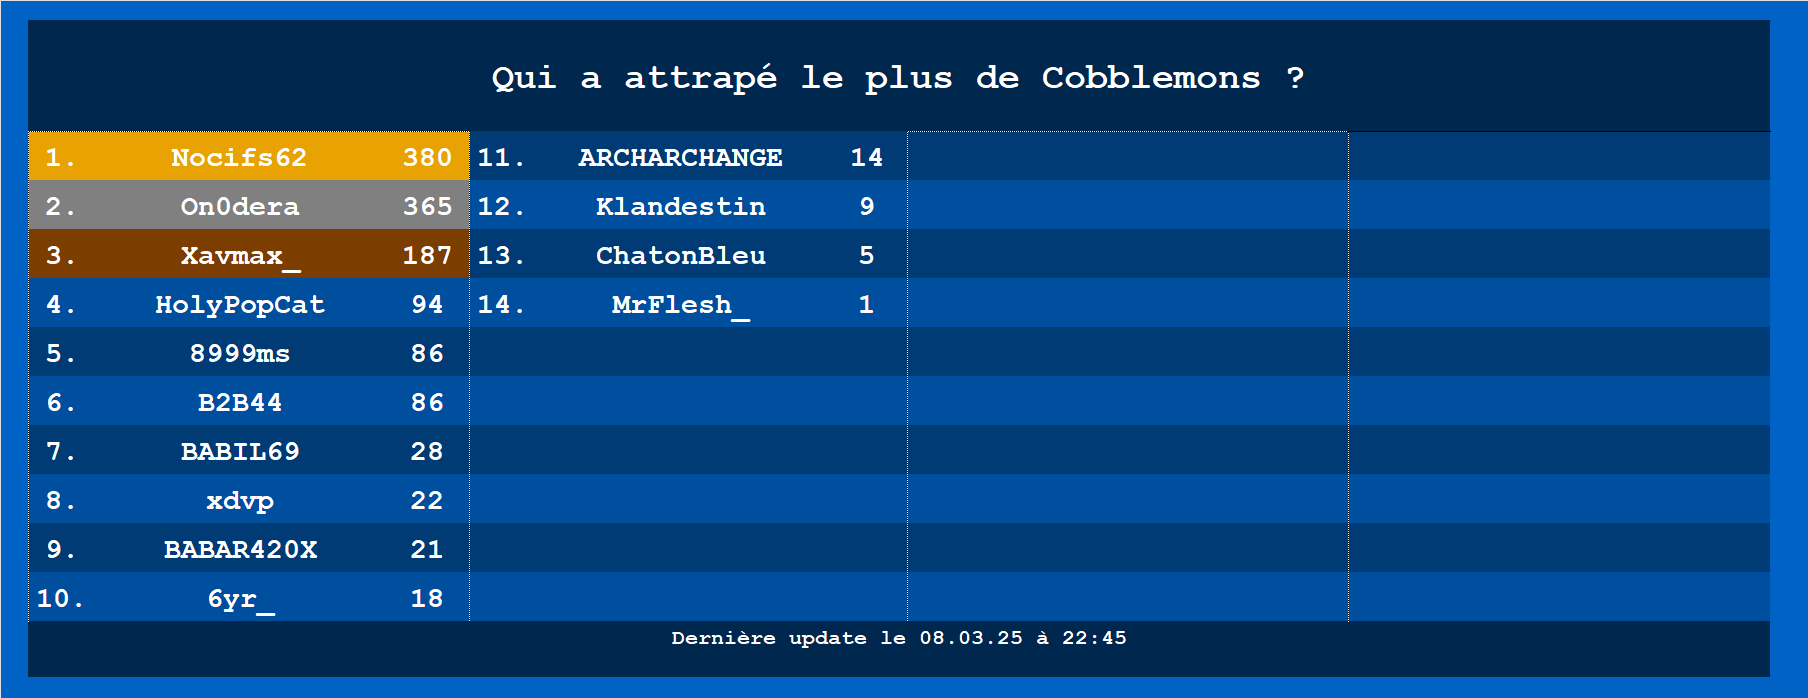 Qui a attrapé le plus de Cobblemons ?
1. Nocifs62 380
2. On0dera 365
3. Xavmax_ 187
4. HolyPopCat 94
5. 8999ms 86
6. B2B44 86
7. BABIL69 28
8. xdvp 22
9. BABAR420X 21
10. 6yr_ 18
11. ARCHARCHANGE 14
12. Klandestin 9
13. ChatonBleu 5
14. MrFlesh_ 1
Dernière update le 08.03.25 à 22:45